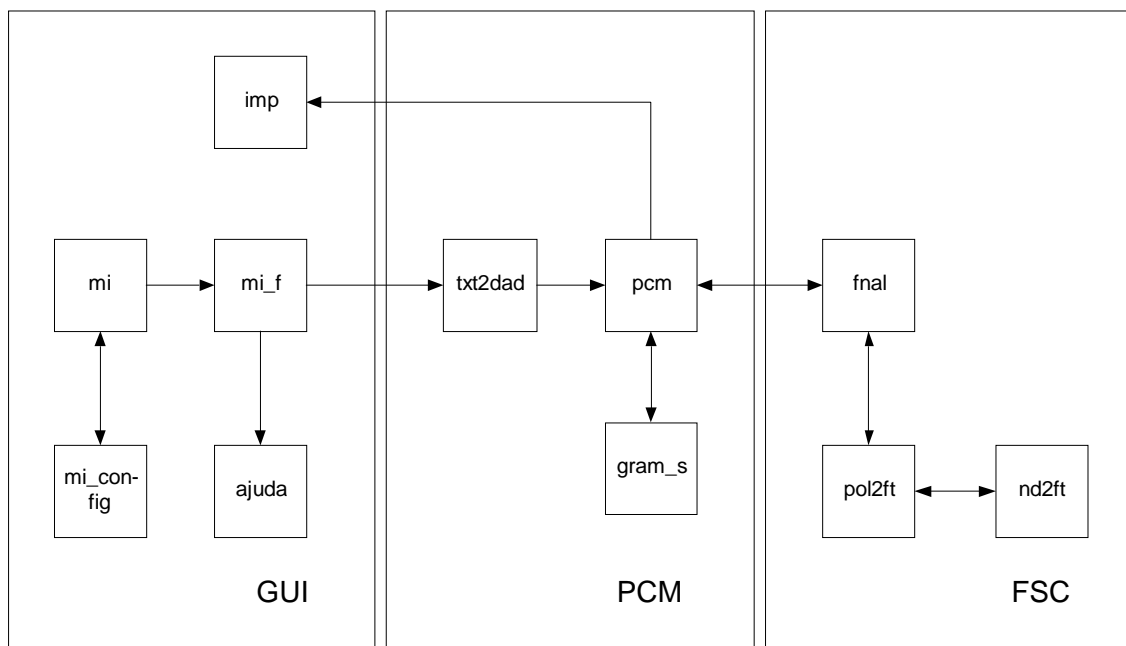 imp
mi
mi_f
txt2dad
pcm
fnal
mi_con-
fig
ajuda
gram_s
pol2ft
nd2ft
GUI
PCM
FSC